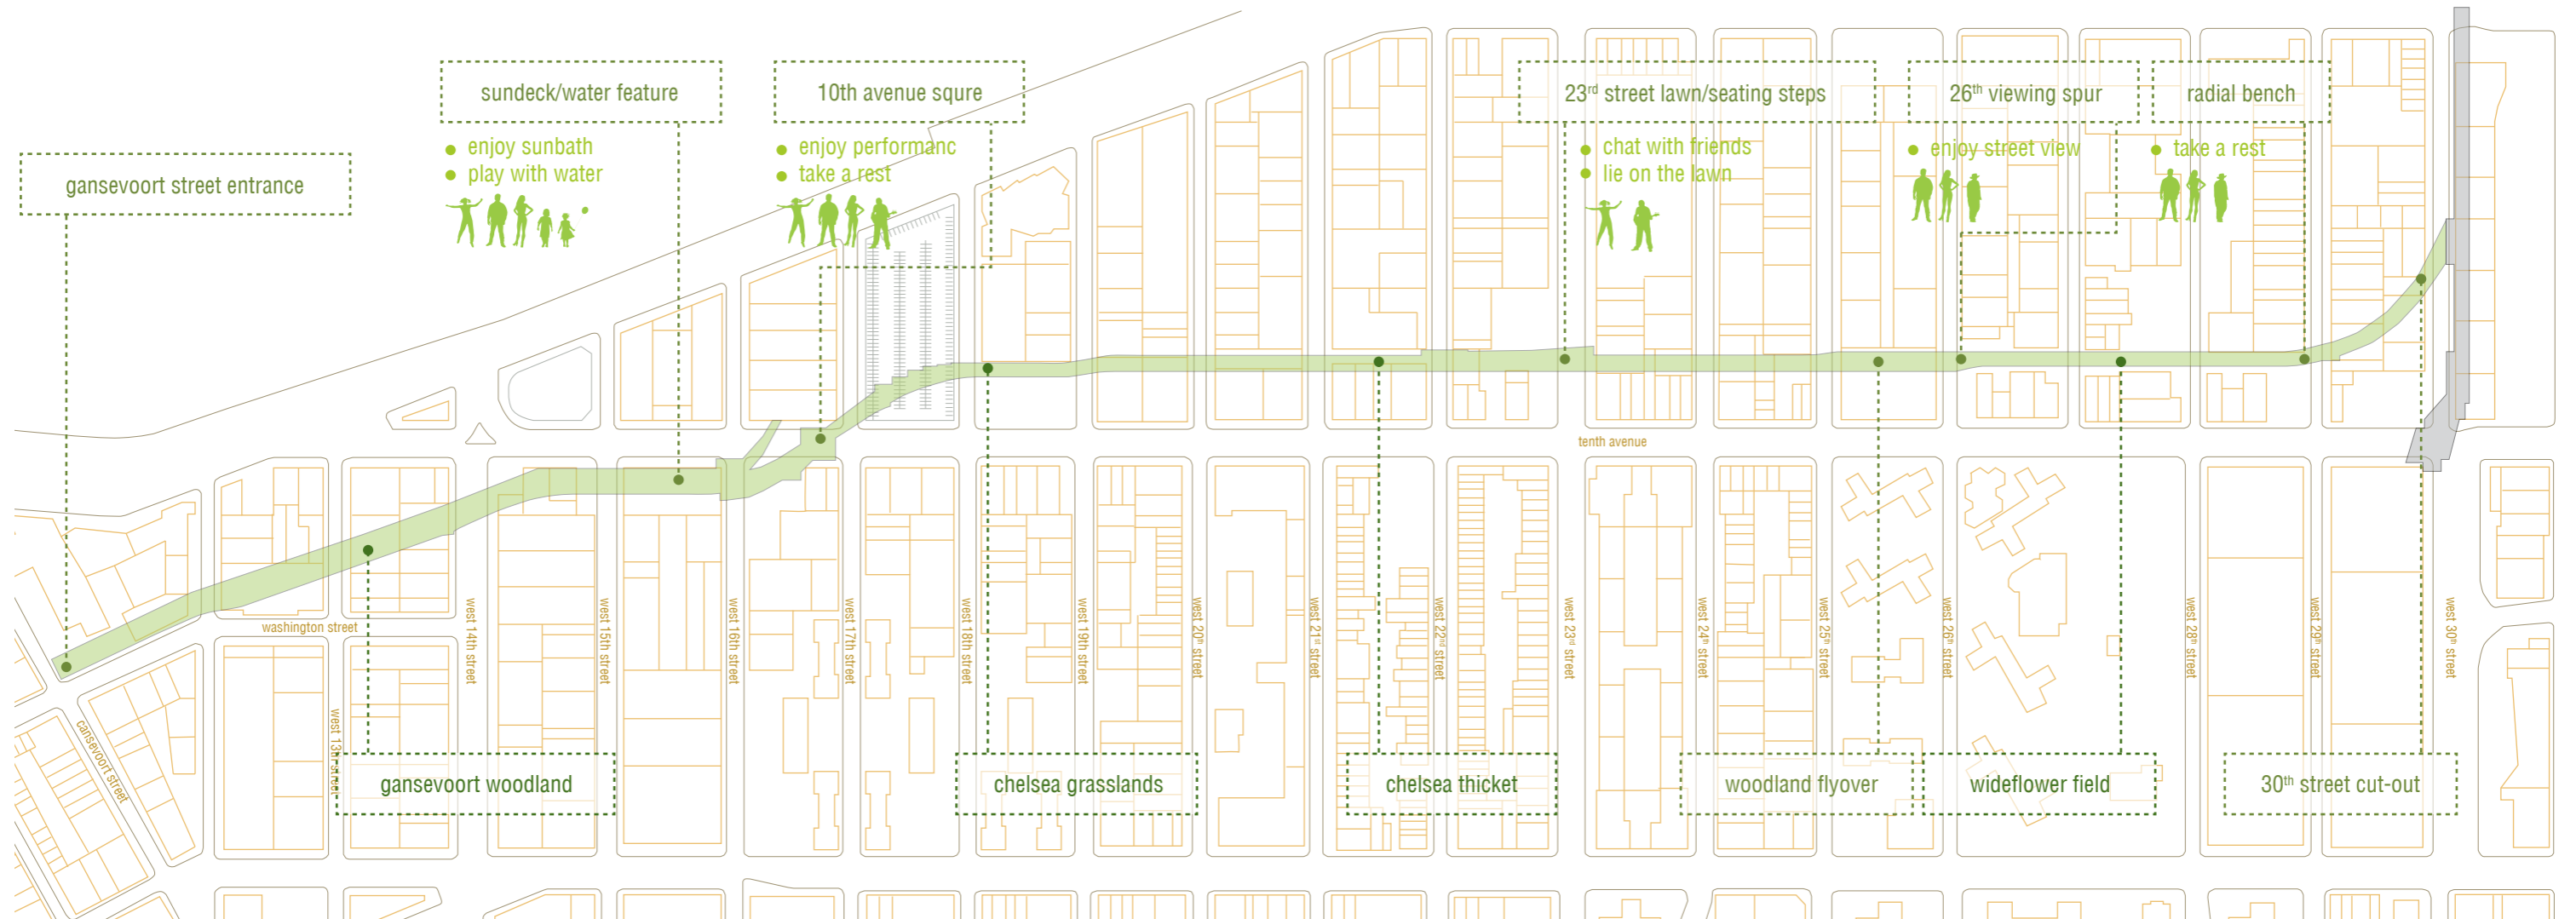 sundeck/water feature
10th avenue squre
23rd street lawn/seating steps
26th viewing spur
radial bench
enjoy sunbath
play with water
enjoy performanc
take a rest
chat with friends
lie on the lawn
enjoy street view
take a rest
gansevoort street entrance
tenth avenue
washington street
west 14th street
west 15th street
west 16th street
west 17th street
west 18th street
west 19th street
west 20th street
west 21st street
west 22nd street
west 23rd street
west 24th street
west 25th street
west 26th street
west 28th street
west 29th street
west 30th street
cansevoort street
west 13th street
gansevoort woodland
chelsea grasslands
chelsea thicket
woodland flyover
wideflower field
30th street cut-out